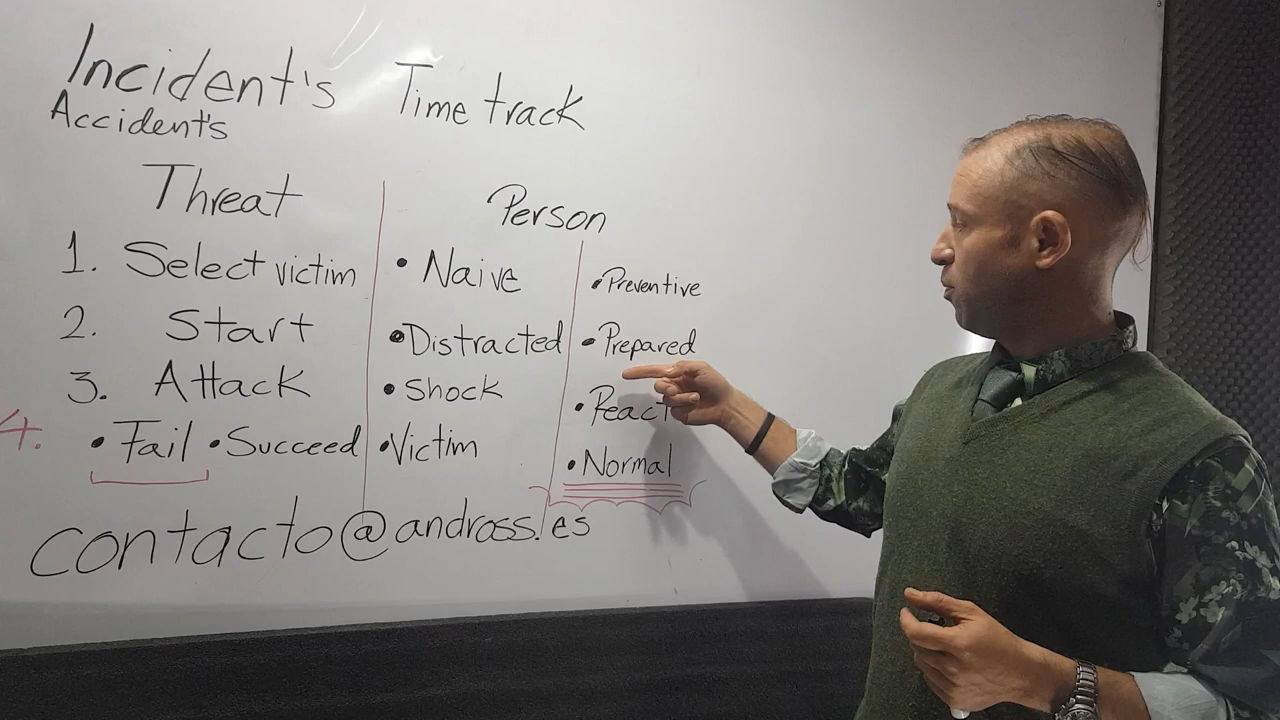 Incident's Time track
Accident's
Threat Person
1. Select victim • Naive • Preventive
2. Start • Distracted • Prepared
3. Attack • Shock • React
4. • Fail • Succeed • Victim • Normal
contacto@andross.es